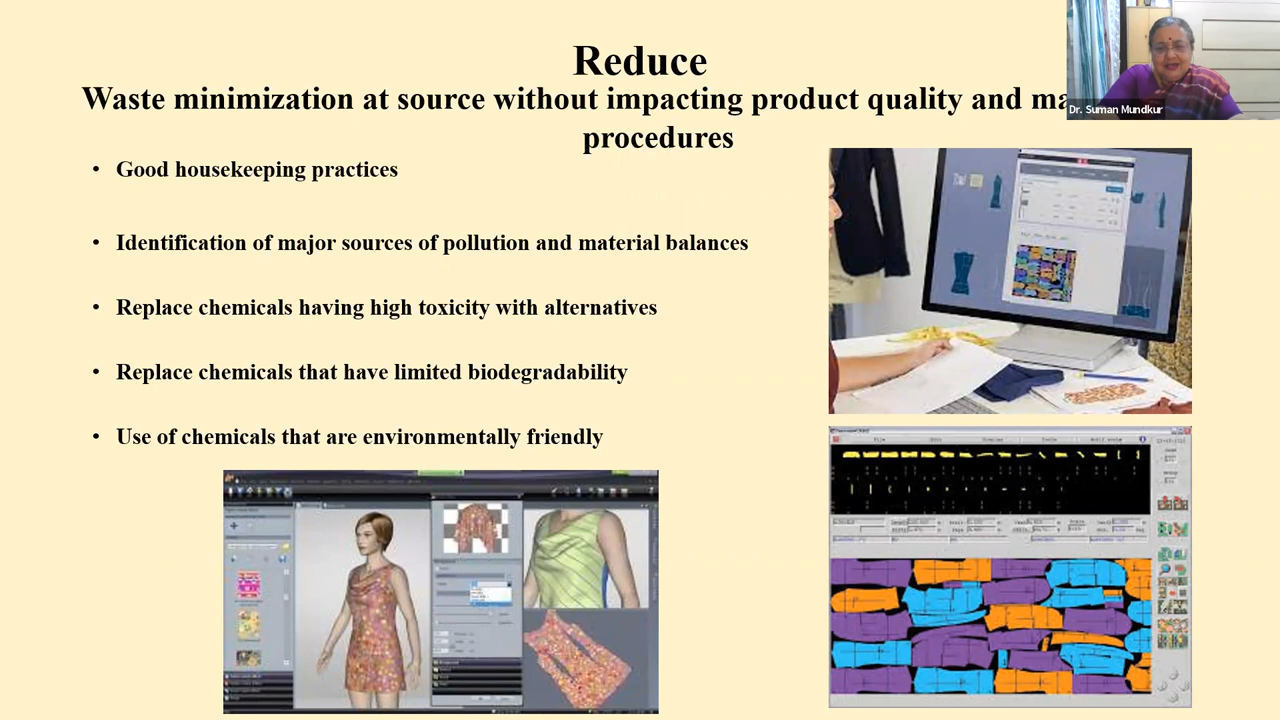 Reduce
Waste minimization at source without impacting product quality and ma
procedures
Dr. Suman Mundkur
• Good housekeeping practices
• Identification of major sources of pollution and material balances
• Replace chemicals having high toxicity with alternatives
• Replace chemicals that have limited biodegradability
• Use of chemicals that are environmentally friendly